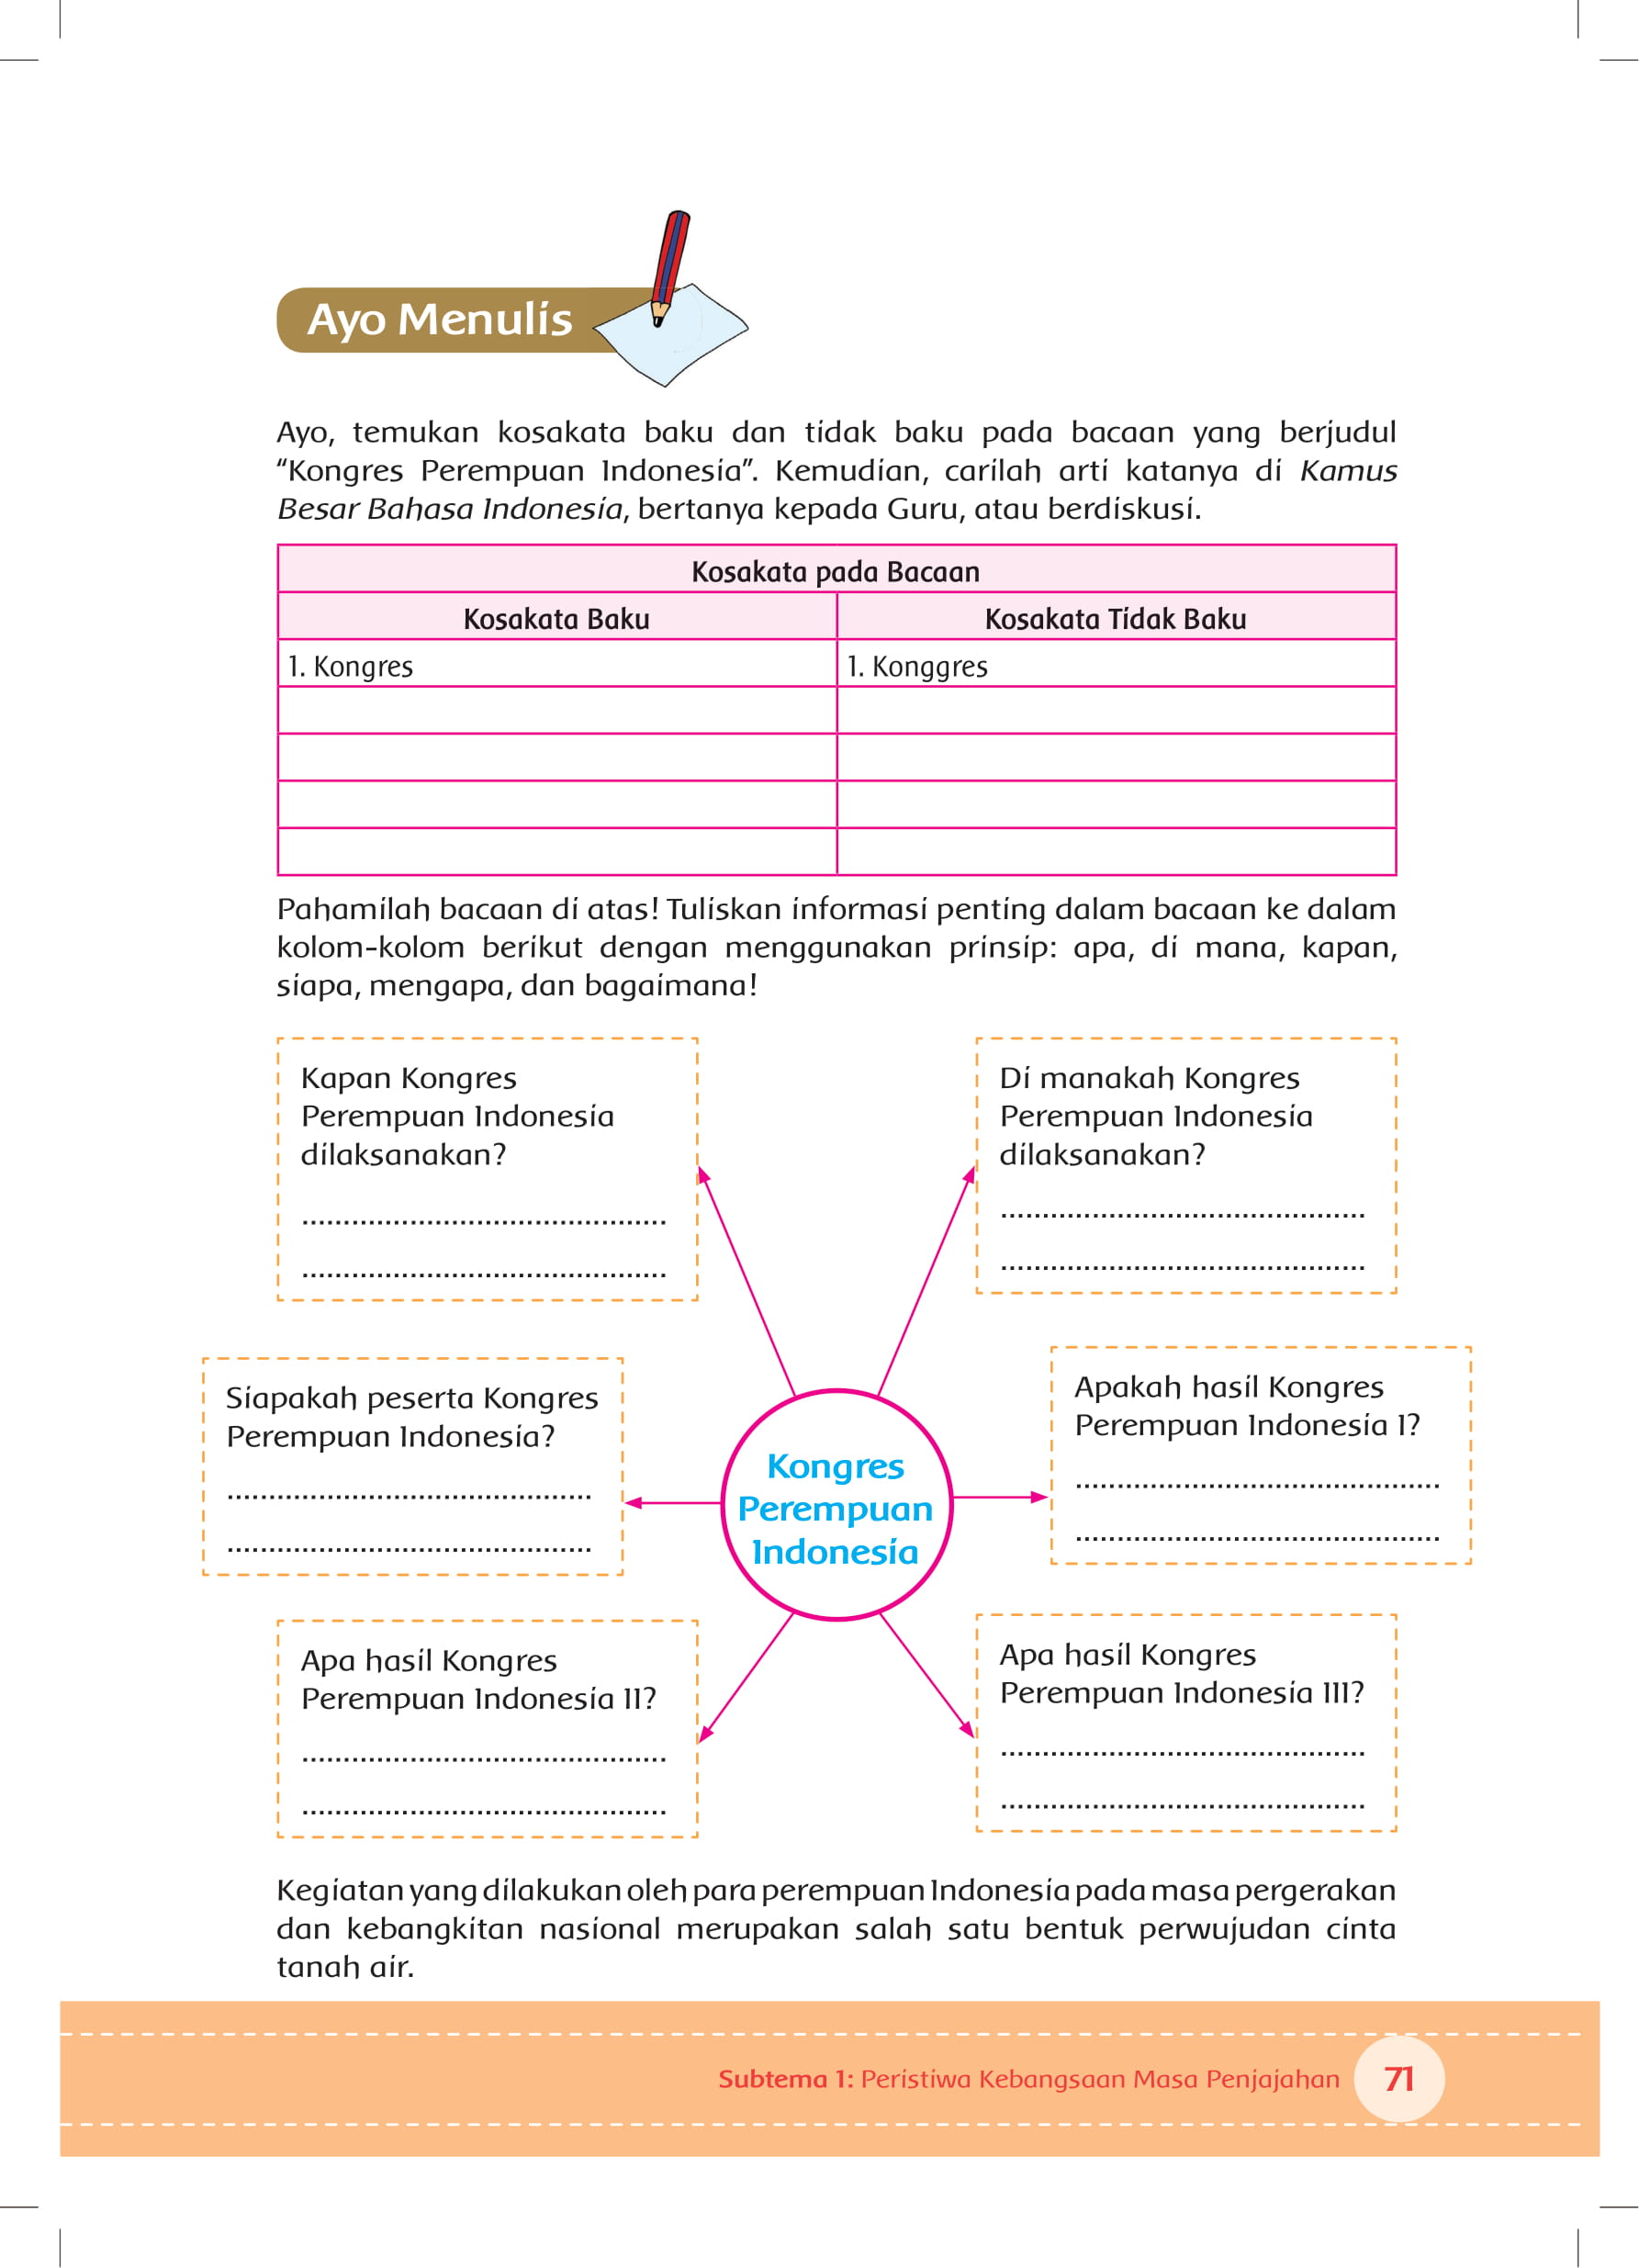 Ayo Menulis
Ayo, temukan kosakata baku dan tidak baku pada bacaan yang berjudul
“Kongres Perempuan Indonesia”. Kemudian, carilah arti katanya di Kamus
Besar Bahasa Indonesia, bertanya kepada Guru, atau berdiskusi.
Kosakata pada Bacaan
Kosakata Baku Kosakata Tidak Baku
1. Kongres 1. Konggres
Pahamilah bacaan di atas! Tuliskan informasi penting dalam bacaan ke dalam
kolom-kolom berikut dengan menggunakan prinsip: apa, di mana, kapan,
siapa, mengapa, dan bagaimana!
Kapan Kongres
Perempuan Indonesia
dilaksanakan?
............................................
............................................
Di manakah Kongres
Perempuan Indonesia
dilaksanakan?
............................................
............................................
Siapakah peserta Kongres
Perempuan Indonesia?
............................................
............................................
Kongres
Perempuan
Indonesia
Apakah hasil Kongres
Perempuan Indonesia I?
............................................
............................................
Apa hasil Kongres
Perempuan Indonesia II?
............................................
............................................
Apa hasil Kongres
Perempuan Indonesia III?
............................................
............................................
Kegiatan yang dilakukan oleh para perempuan Indonesia pada masa pergerakan
dan kebangkitan nasional merupakan salah satu bentuk perwujudan cinta
tanah air.
Subtema 1: Peristiwa Kebangsaan Masa Penjajahan 71